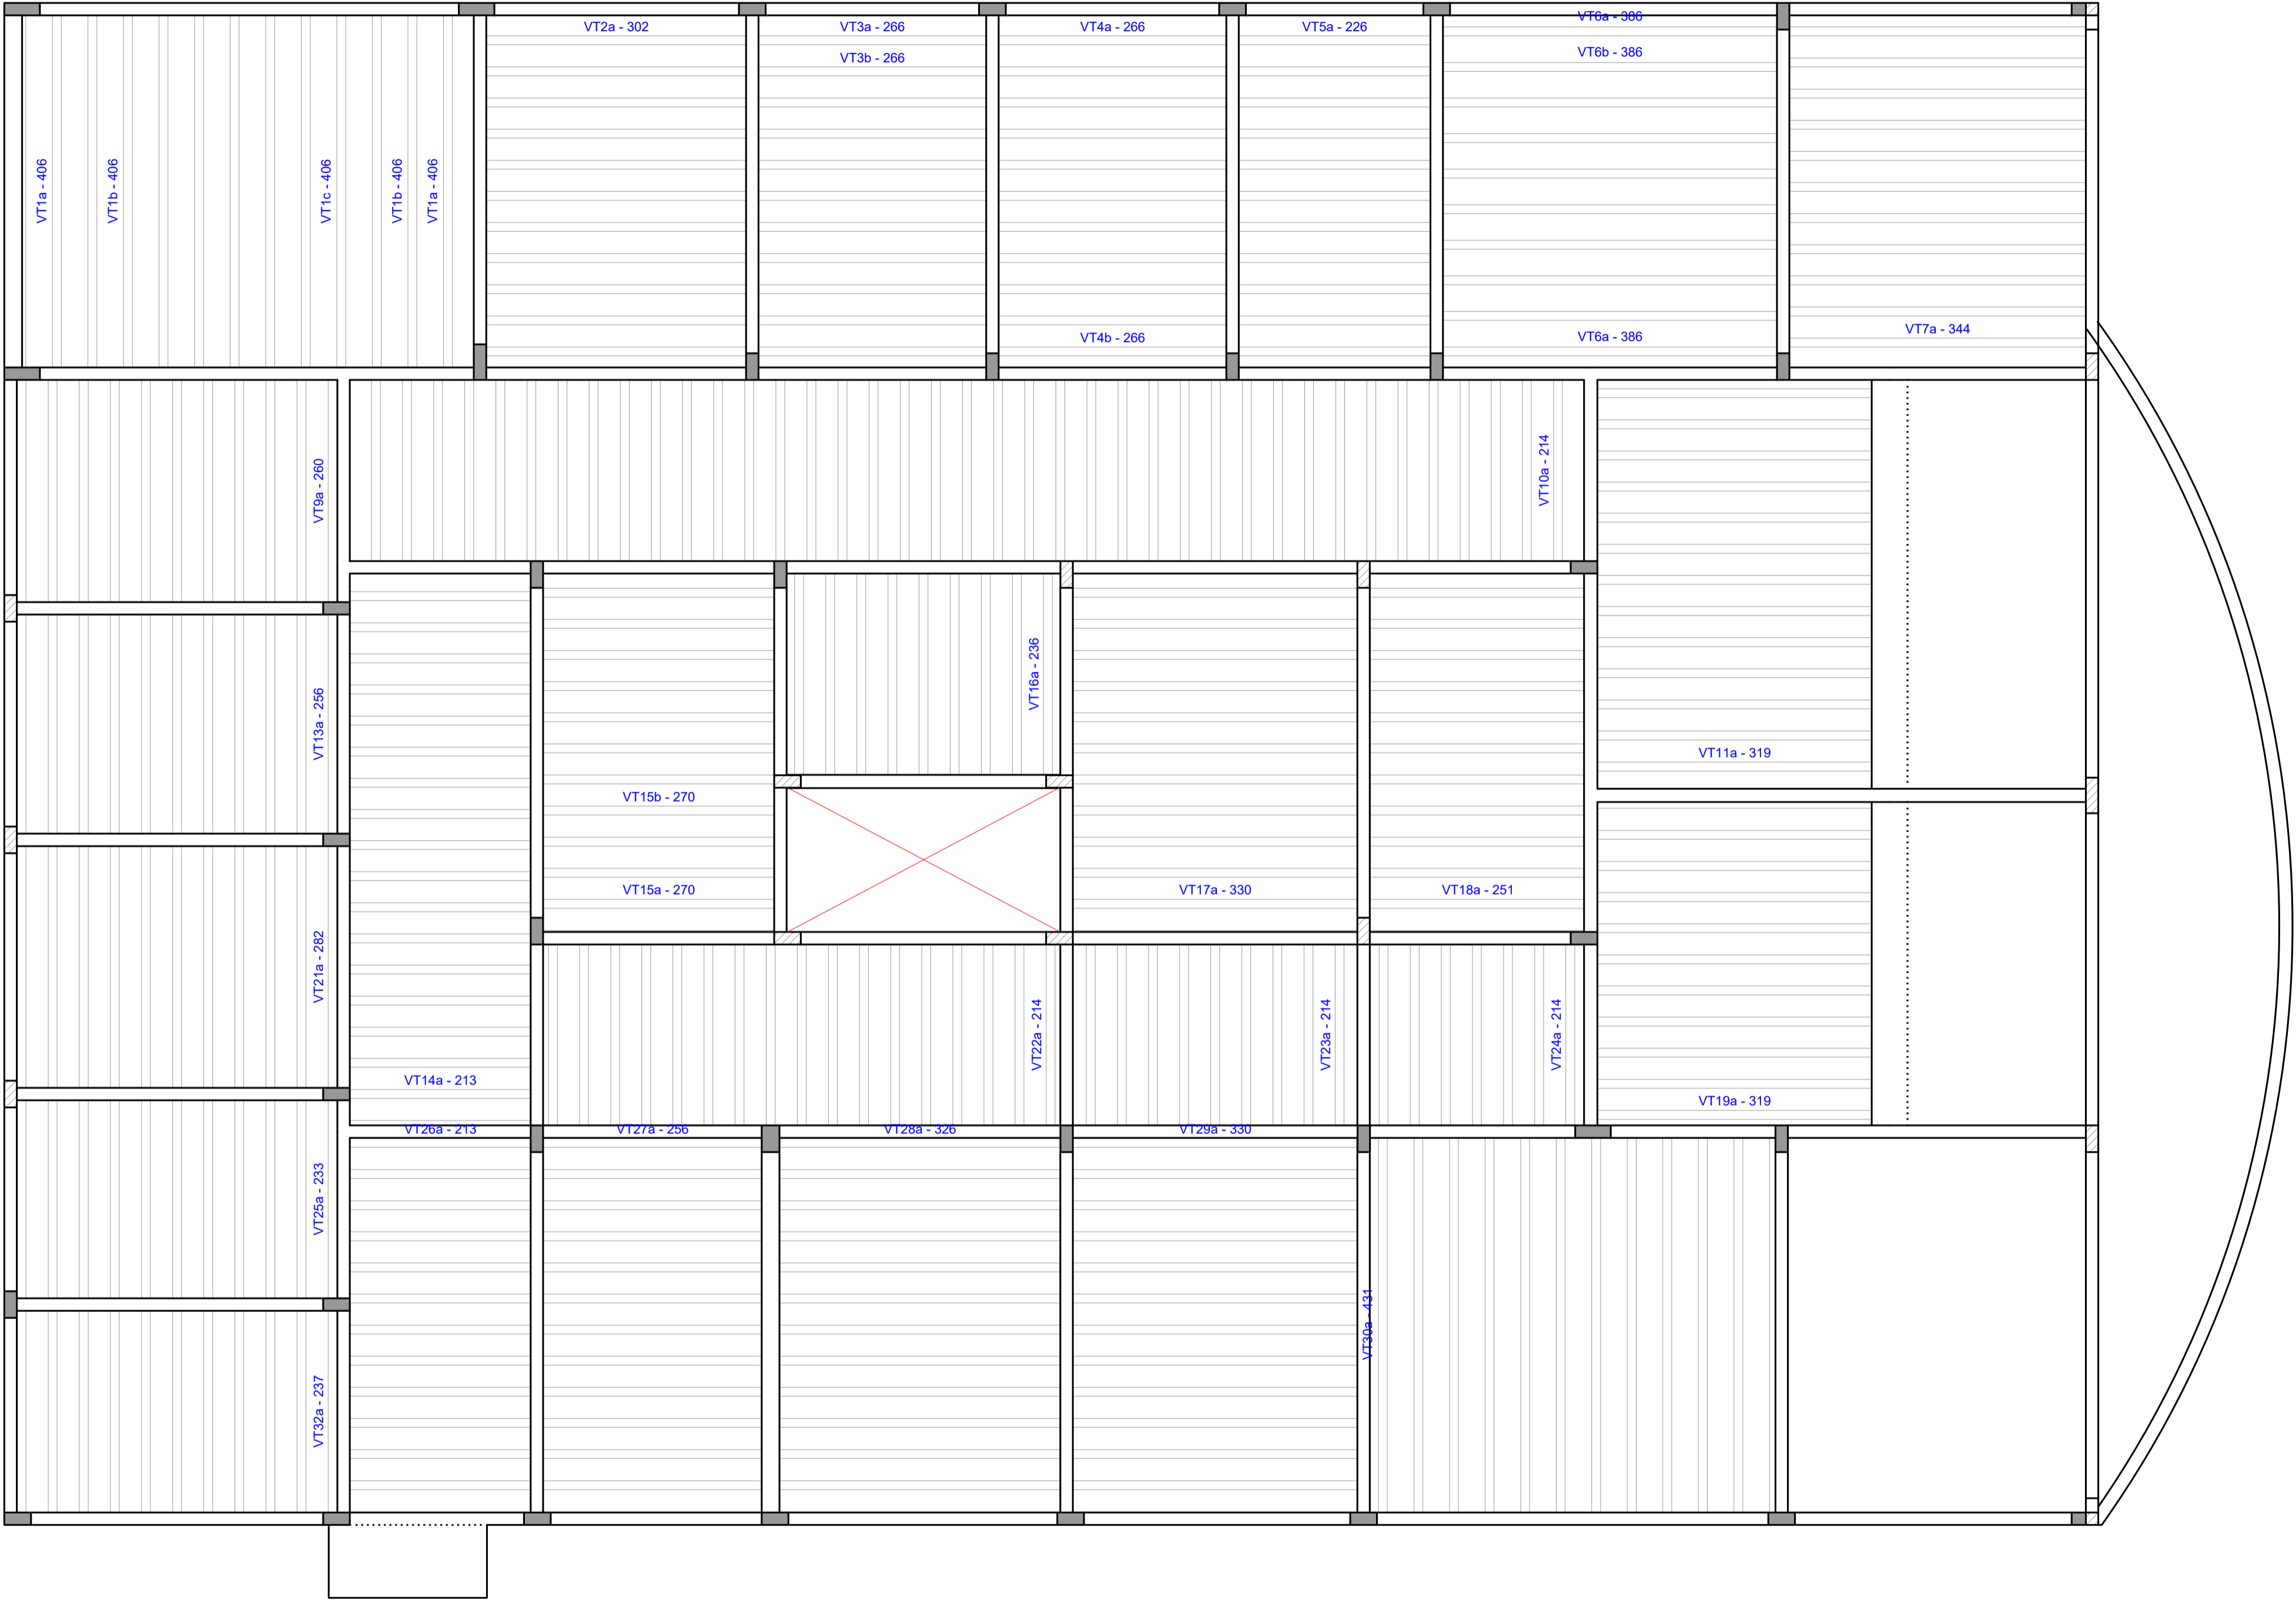 VT6a - 386
VT2a - 302
VT3a - 266
VT4a - 266
VT5a - 226
VT3b - 266
VT6b - 386
VT1a - 406
VT1b - 406
VT1c - 406
VT1b - 406
VT1a - 406
VT4b - 266
VT6a - 386
VT7a - 344
VT9a - 260
VT10a - 214
VT13a - 256
VT16a - 236
VT11a - 319
VT15b - 270
VT15a - 270
VT17a - 330
VT18a - 251
VT21a - 282
VT22a - 214
VT23a - 214
VT24a - 214
VT14a - 213
VT19a - 319
VT26a - 213
VT27a - 256
VT28a - 326
VT29a - 330
VT25a - 233
VT30a - 431
VT32a - 237